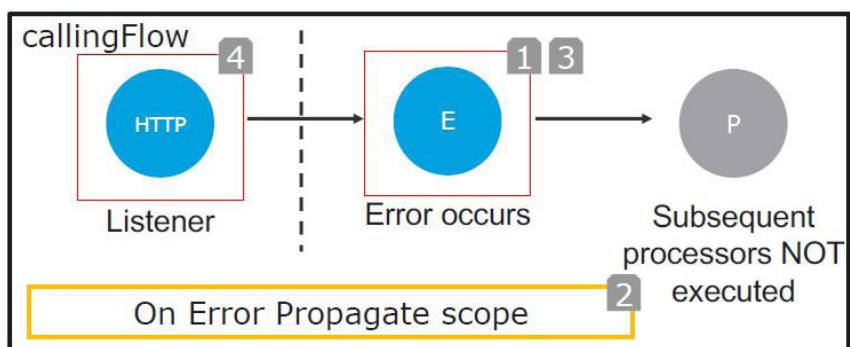 callingFlow
4
1 3
HTTP
E
P
Listener
Error occurs
Subsequent
processors NOT
executed
2
On Error Propagate scope